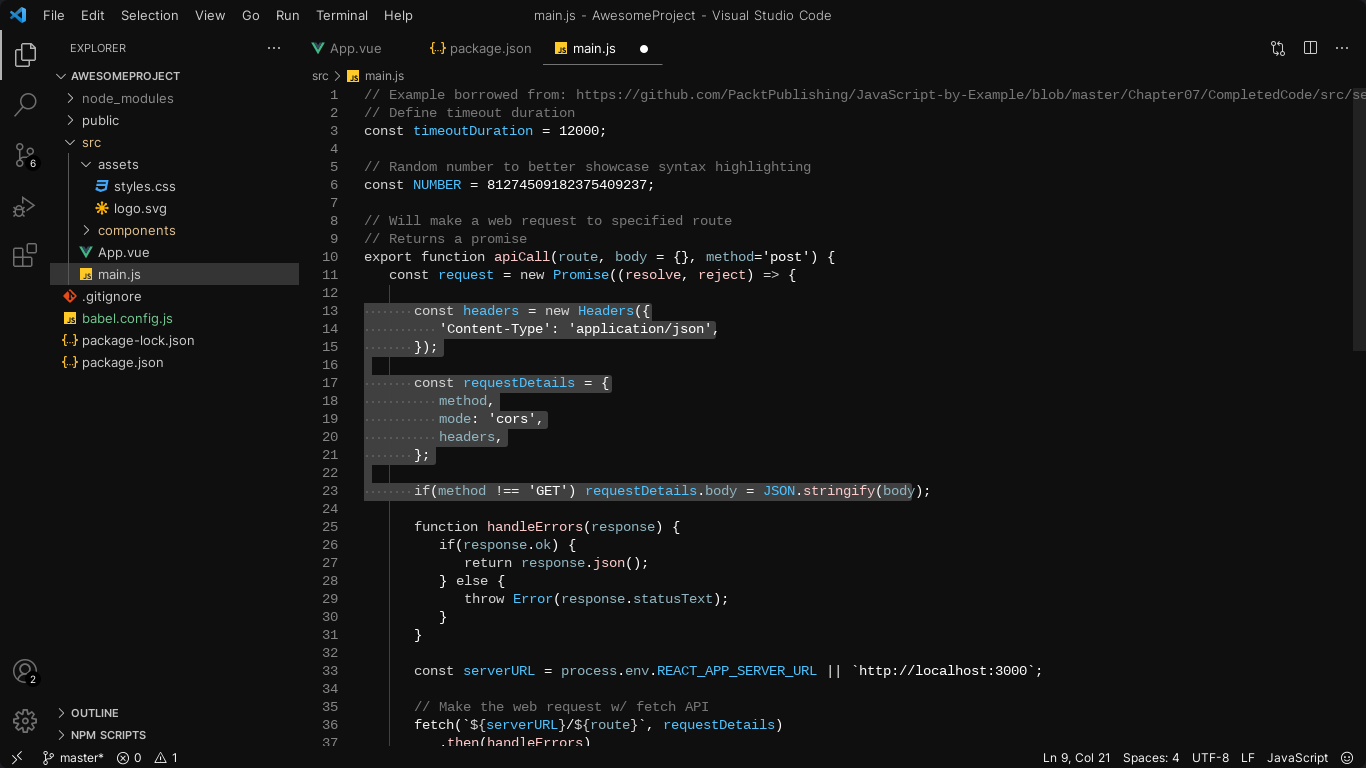 File Edit Selection View Go Run Terminal Help
main.js - AwesomeProject - Visual Studio Code
EXPLORER
AWESOMEPROJECT
node_modules
public
src
assets
styles.css
logo.svg
components
App.vue
main.js
.gitignore
babel.config.js
package-lock.json
package.json
OUTLINE
NPM SCRIPTS
6
2
App.vue package.json main.js
src > main.js
1 // Example borrowed from: https://github.com/PacktPublishing/JavaScript-by-Example/blob/master/Chapter07/CompletedCode/src/se
2 // Define timeout duration
3 const timeoutDuration = 12000;
4
5 // Random number to better showcase syntax highlighting
6 const NUMBER = 81274509182375409237;
7
8 // Will make a web request to specified route
9 // Returns a promise
10 export function apiCall(route, body = {}, method='post') {
11 const request = new Promise((resolve, reject) => {
12
13 const headers = new Headers({
14 'Content-Type': 'application/json',
15 });
16
17 const requestDetails = {
18 method,
19 mode: 'cors',
20 headers,
21 };
22
23 if(method !== 'GET') requestDetails.body = JSON.stringify(body);
24
25 function handleErrors(response) {
26 if(response.ok) {
27 return response.json();
28 } else {
29 throw Error(response.statusText);
30 }
31 }
32
33 const serverURL = process.env.REACT_APP_SERVER_URL || `http://localhost:3000`;
34
35 // Make the web request w/ fetch API
36 fetch(`${serverURL}/${route}`, requestDetails)
37 .then(handleErrors)
master* 0 1
Ln 9, Col 21 Spaces: 4 UTF-8 LF JavaScript